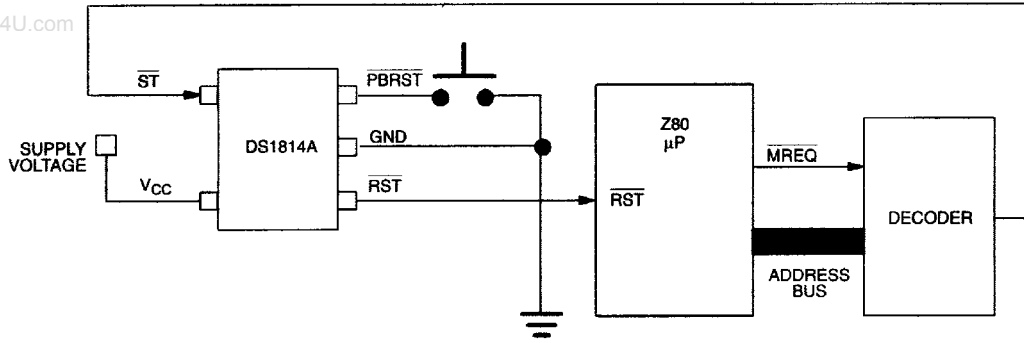 4U.com
ST
PBRST
SUPPLY
VOLTAGE
DS1814A
GND
VCC
RST
Z80
µP
RST
MREQ
DECODER
ADDRESS
BUS